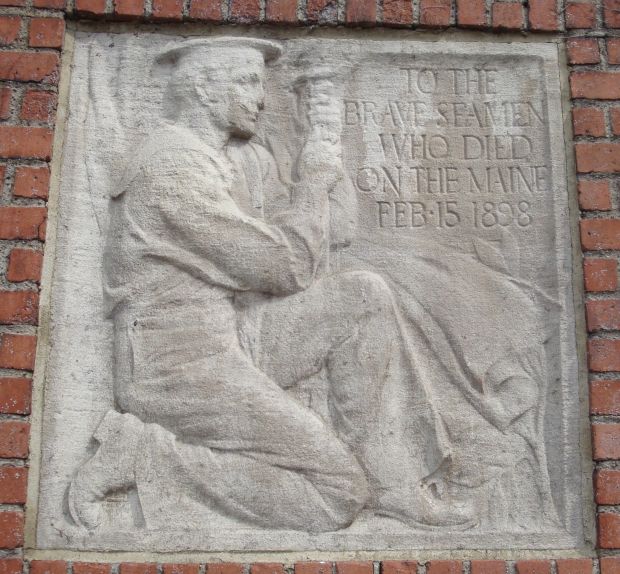 TO THE
BRAVE SEAMEN
WHO DIED
ON THE MAINE
FEB·15 1898